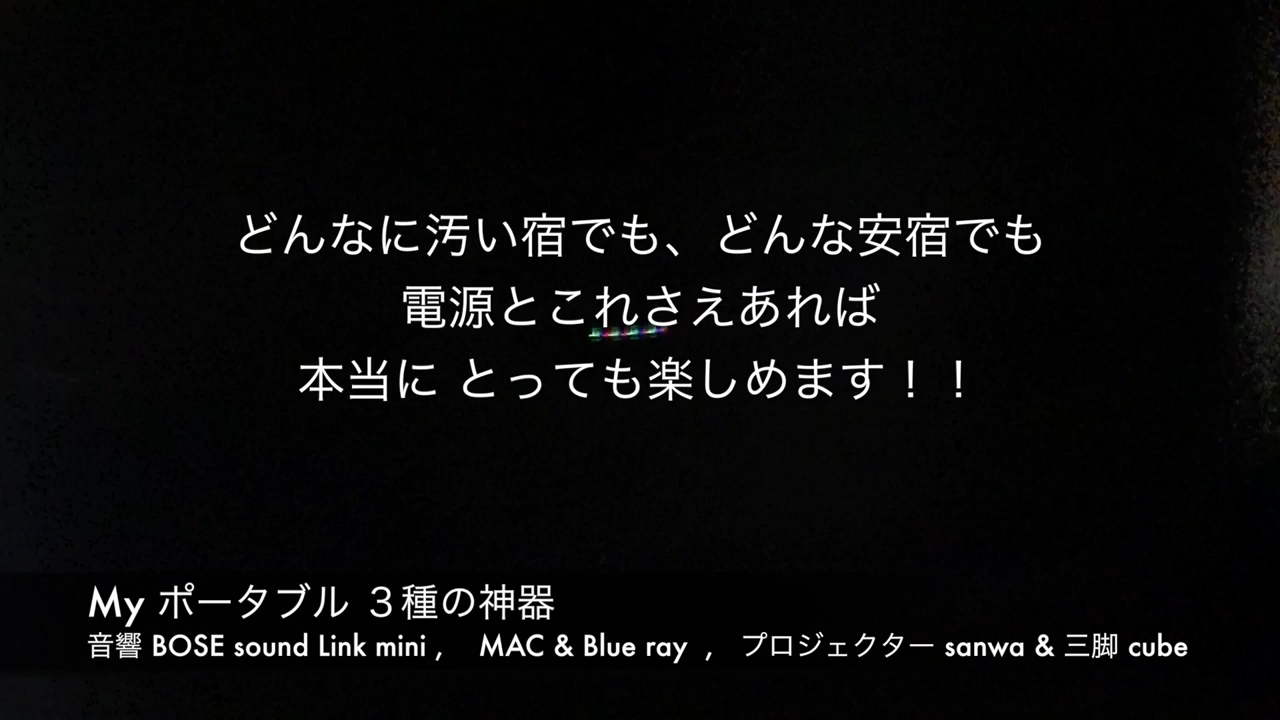 どんなに汚い宿でも、どんな安宿でも
電源とこれさえあれば
本当に とっても楽しめます！！
My ポータブル ３種の神器
音響 BOSE sound Link mini ,　MAC & Blue ray ,　プロジェクター sanwa & 三脚 cube